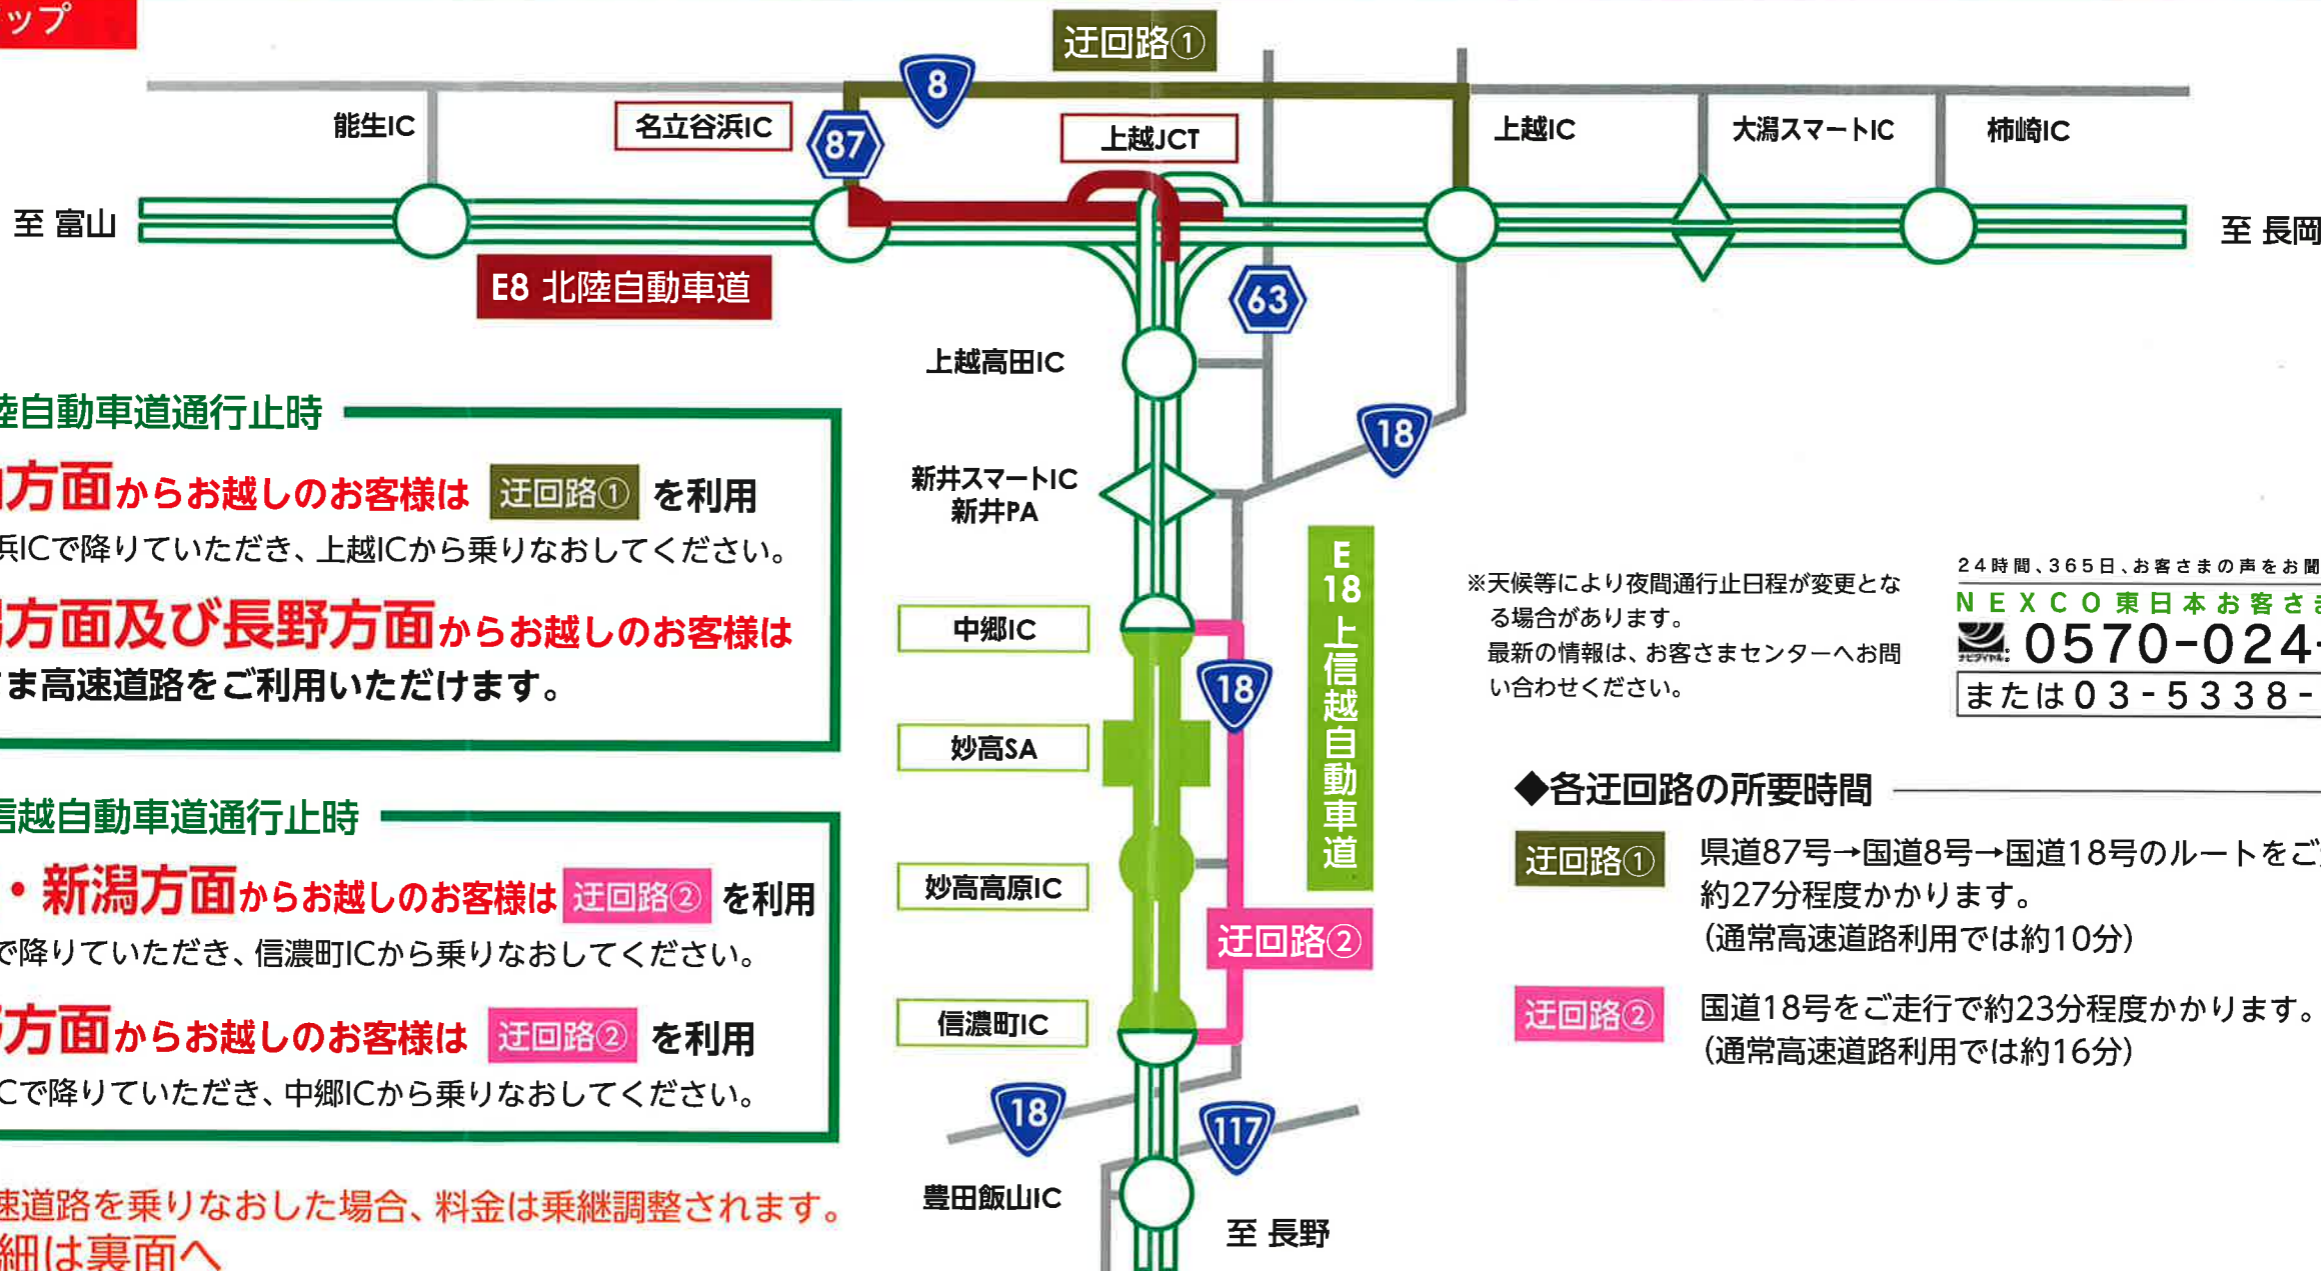 ップ
迂回路①
8
能生IC
名立谷浜IC
87
上越JCT
上越IC
大潟スマートIC
柿崎IC
至 富山
至 長岡
E8 北陸自動車道
63
上越高田IC
陸自動車道通行止時
18
方面からお越しのお客様は 迂回路① を利用
新井スマートIC
新井PA
浜ICで降りていただき、上越ICから乗りなおしてください。
方面及び長野方面からお越しのお客様は
まま高速道路をご利用いただけます。
E18 上信越自動車道
中郷IC
18
妙高SA
妙高高原IC
迂回路②
信濃町IC
※天候等により夜間通行止日程が変更とな
る場合があります。
最新の情報は、お客さまセンターへお問
い合わせください。
24時間、365日、お客さまの声をお聞
NEXCO東日本お客さま
ナビダイヤル
0570-024-
または03-5338-
信越自動車道通行止時
・新潟方面からお越しのお客様は 迂回路② を利用
で降りていただき、信濃町ICから乗りなおしてください。
方面からお越しのお客様は 迂回路② を利用
Cで降りていただき、中郷ICから乗りなおしてください。
◆各迂回路の所要時間
迂回路① 県道87号→国道8号→国道18号のルートをご
約27分程度かかります。
（通常高速道路利用では約10分）
迂回路② 国道18号をご走行で約23分程度かかります。
（通常高速道路利用では約16分）
18
117
豊田飯山IC
至 長野
速道路を乗りなおした場合、料金は乗継調整されます。
細は裏面へ